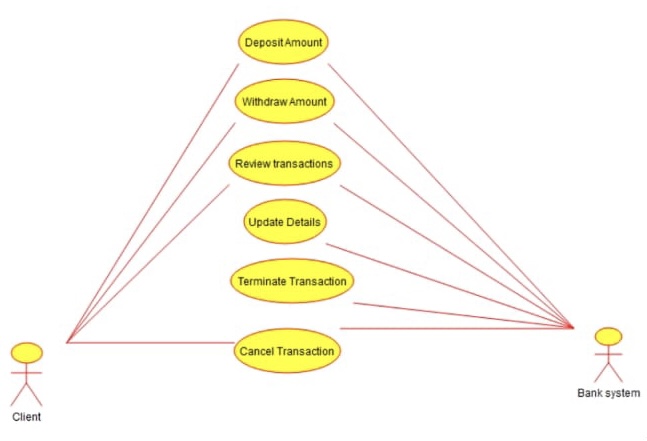 Deposit Amount
Withdraw Amount
Review transactions
Update Details
Terminate Transaction
Cancel Transaction
Client
Bank system